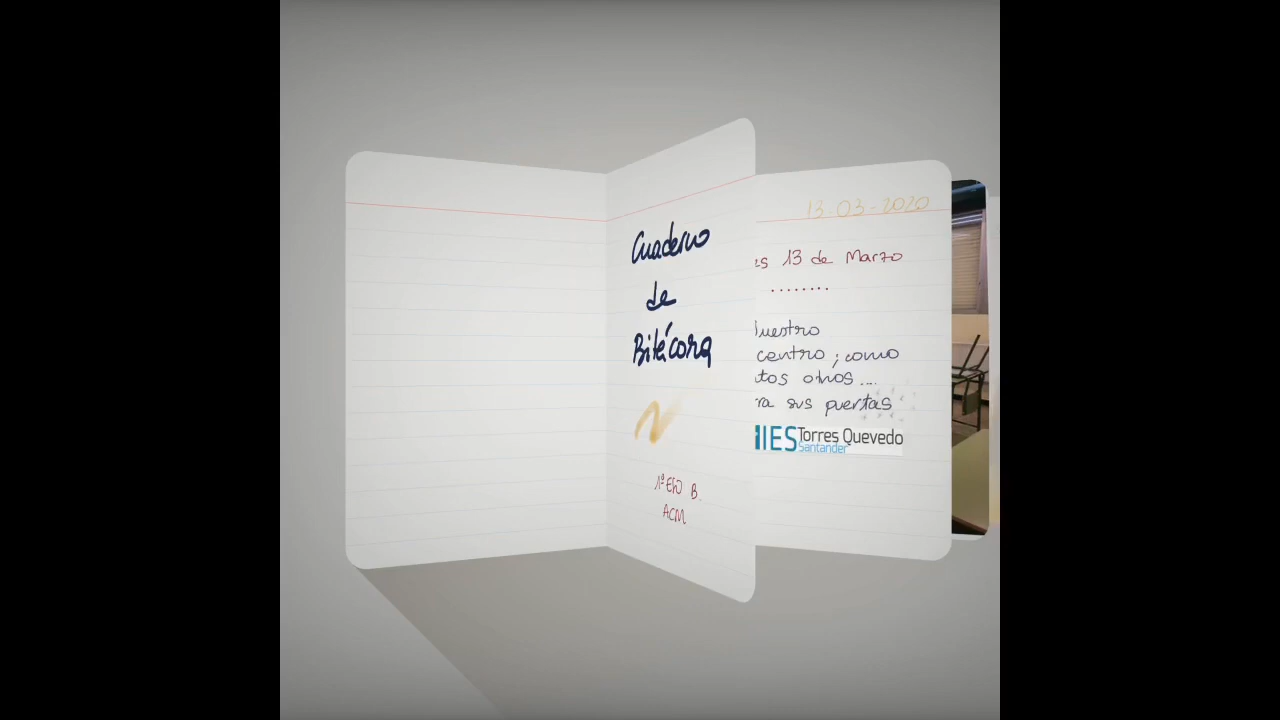 Cuaderno
de
Bitácora
1º ESO B.
ACM
13-03-2020
es 13 de Marzo
........
Nuestro
centro, como
tos otros...
ra sus puertas
IES Torres Quevedo
Santander